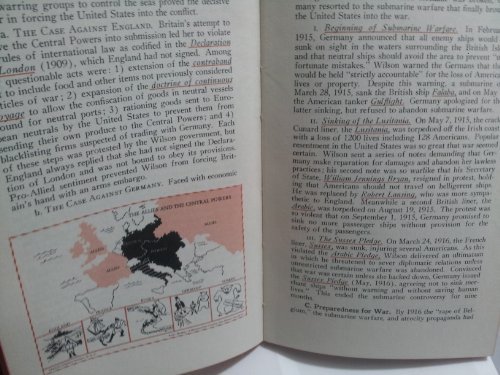 warring groups to control the seas proved the decisive
or in forcing the United States into the conflict.
a. THE CASE AGAINST ENGLAND. Britain's attempt
ve the Central Powers into submission led her to violate
rules of international law as codified in the Declaration
London (1909), which England had not signed. Among
questionable acts were: 1) extension of the contraband
to include food and other items not previously considered
ticles of war; 2) expansion of the doctrine of continuous
voyage to allow the confiscation of goods in neutral vessels
bound for neutral ports; 3) rationing goods sent to Euro-
pean neutrals by the United States to prevent them from
sending their own produce to the Central Powers; and 4)
blacklisting firms suspected of trading with Germany. Each
of these steps was protested by the Wilson government, but
England always replied that she had not signed the Declara-
tion of London and was not bound to obey its provisions.
Pro-Allied sentiment prevented Wilson from forcing Brit-
ain's hand with an arms embargo.
b. THE CASE AGAINST GERMANY. Faced with economic
THE ALLIES AND THE CENTRAL POWERS
ALLIES
ALLIES
many resorted to the submarine warfare that finally brought
the United States into the war.
i. Beginning of Submarine Warfare. In Februa
1915, Germany announced that all enemy ships would
sunk on sight in the waters surrounding the British Isles
and that neutral ships should avoid the area to prevent "un
fortunate mistakes." Wilson warned the Germans that they
would be held "strictly accountable" for the loss of America
lives or property. Despite this warning, a submarine on
March 28, 1915, sank the British ship Falaba, and on May
the American tanker Gulflight. Germany apologized for the
latter sinking, but refused to abandon submarine warfare.
ii. Sinking of the Lusitania. On May 7, 1915, the crack
Cunard liner, the Lusitania, was torpedoed off the Irish coast
with a loss of 1200 lives including 128 Americans. Popular
resentment in the United States was so great that war seemed
certain. Wilson sent a series of notes demanding that Ger-
many make reparation for damages and abandon her lawless
practices; his second note was so warlike that his Secretary
of State, William Jennings Bryan, resigned in protest, hold-
ing that Americans should not travel on belligerent ships.
He was replaced by Robert Lansing, who was more sympa-
thetic to England. Meanwhile a second British liner, the
Arabic, was torpedoed on August 19, 1915. The protest was
so violent that on September 1, 1915, Germany promised to
sink no more passenger ships without provision for the
safety of the passengers.
iii. The Sussex Pledge. On March 24, 1916, the French
liner, Sussex, was sunk, injuring several Americans. As this
violated the Arabic Pledge, Wilson delivered an ultimatum
in which he threatened to sever diplomatic relations unless
unrestricted submarine warfare was abandoned. Convinced
that war was certain unless she backed down, Germany issued
the Sussex Pledge (May, 1916), agreeing not to sink mer-
chant ships "without warning and without saving human
lives." This ended the submarine controversy for nine
months.
C. Preparedness for War. By 1916 the "rape of Bel-
gium," the submarine warfare, and atrocity propaganda had